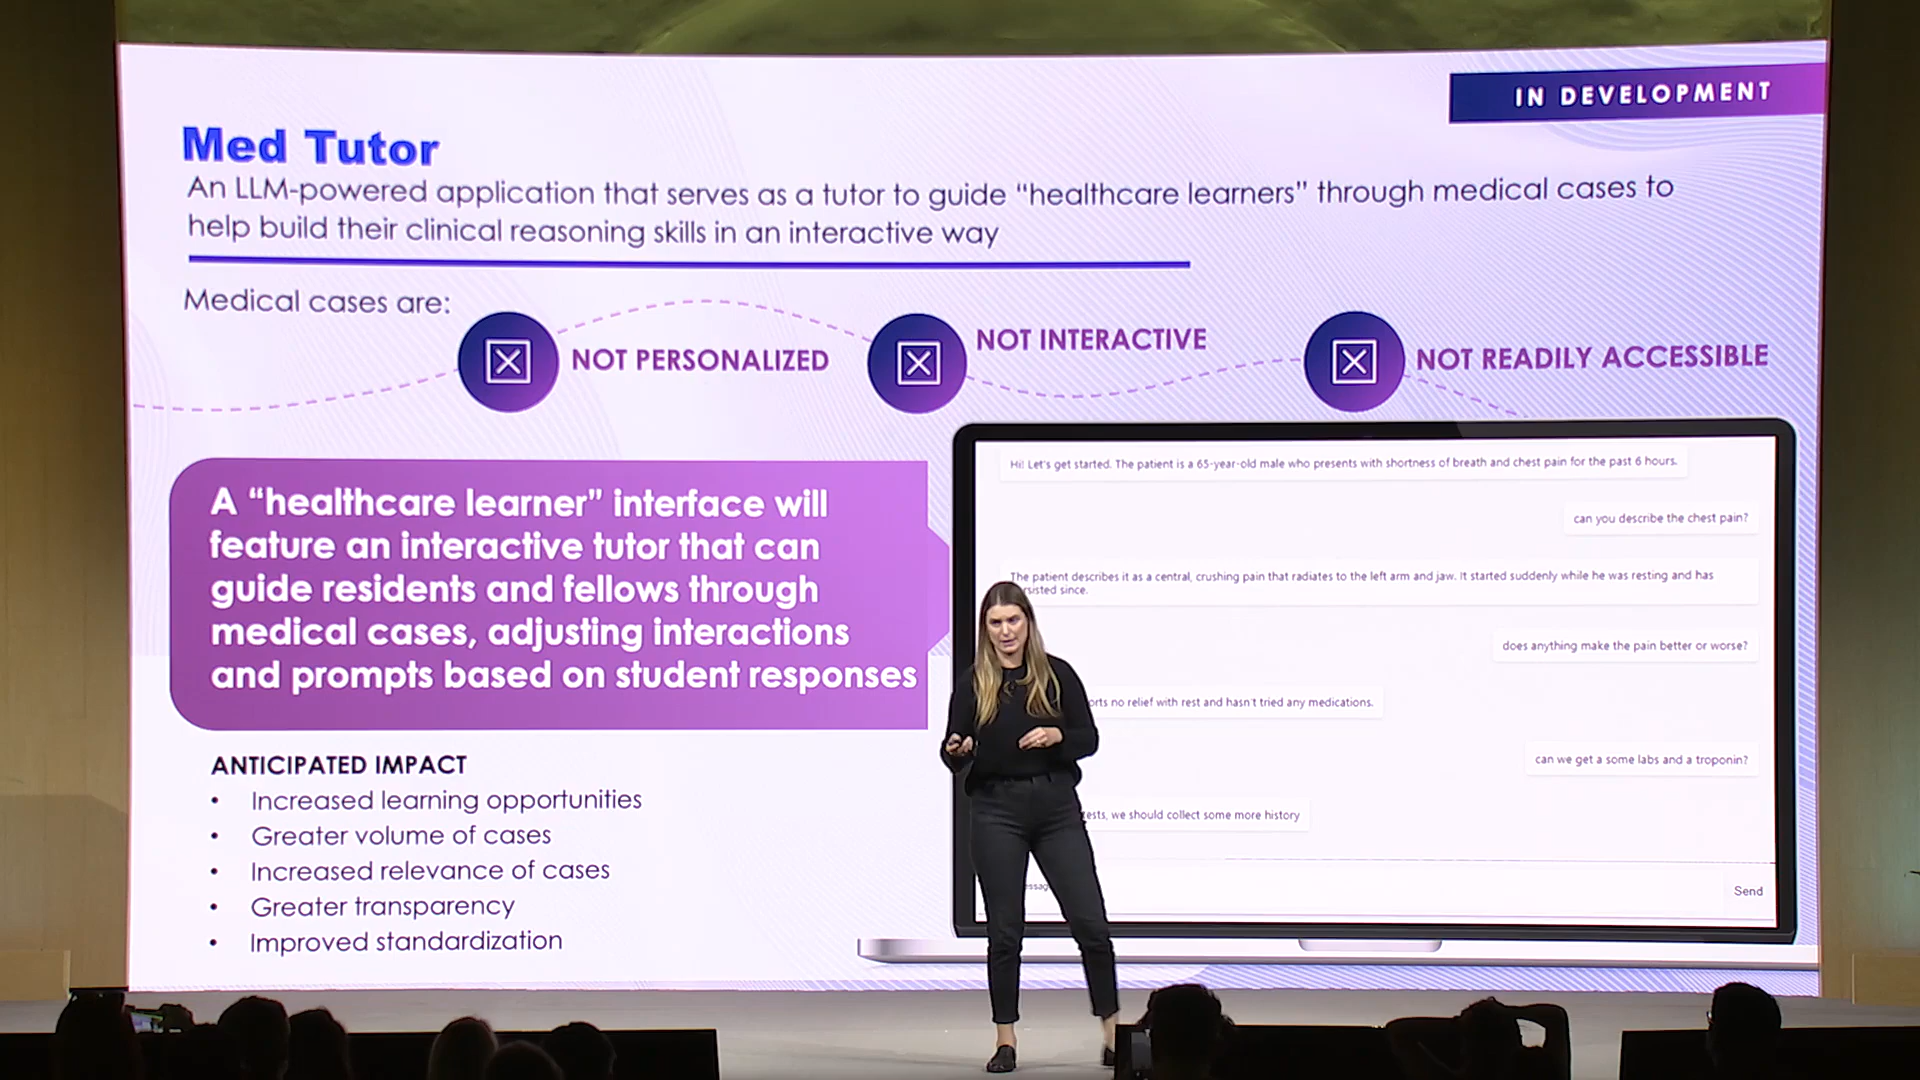 IN DEVELOPMENT
Med Tutor
An LLM-powered application that serves as a tutor to guide “healthcare learners” through medical cases to
help build their clinical reasoning skills in an interactive way
Medical cases are:
NOT PERSONALIZED
NOT INTERACTIVE
NOT READILY ACCESSIBLE
A “healthcare learner” interface will
feature an interactive tutor that can
guide residents and fellows through
medical cases, adjusting interactions
and prompts based on student responses
ANTICIPATED IMPACT
• Increased learning opportunities
• Greater volume of cases
• Increased relevance of cases
• Greater transparency
• Improved standardization
Hi! Let's get started. The patient is a 65-year-old male who presents with shortness of breath and chest pain for the past 6 hours.
can you describe the chest pain?
The patient describes it as a central, crushing pain that radiates to the left arm and jaw. It started suddenly while he was resting and has
since.
does anything make the pain better or worse?
no relief with rest and hasn't tried any medications.
can we get a some labs and a troponin?
we should collect some more history
Send